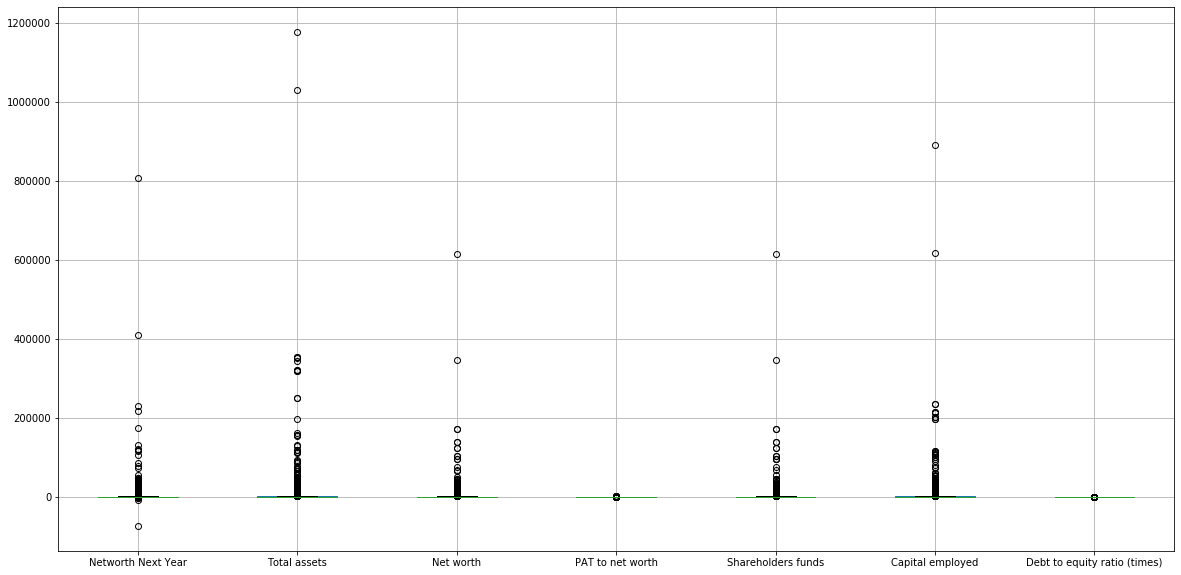 1200000
1000000
800000
600000
400000
200000
0
Networth Next Year
Total assets
Net worth
PAT to net worth
Shareholders funds
Capital employed
Debt to equity ratio (times)